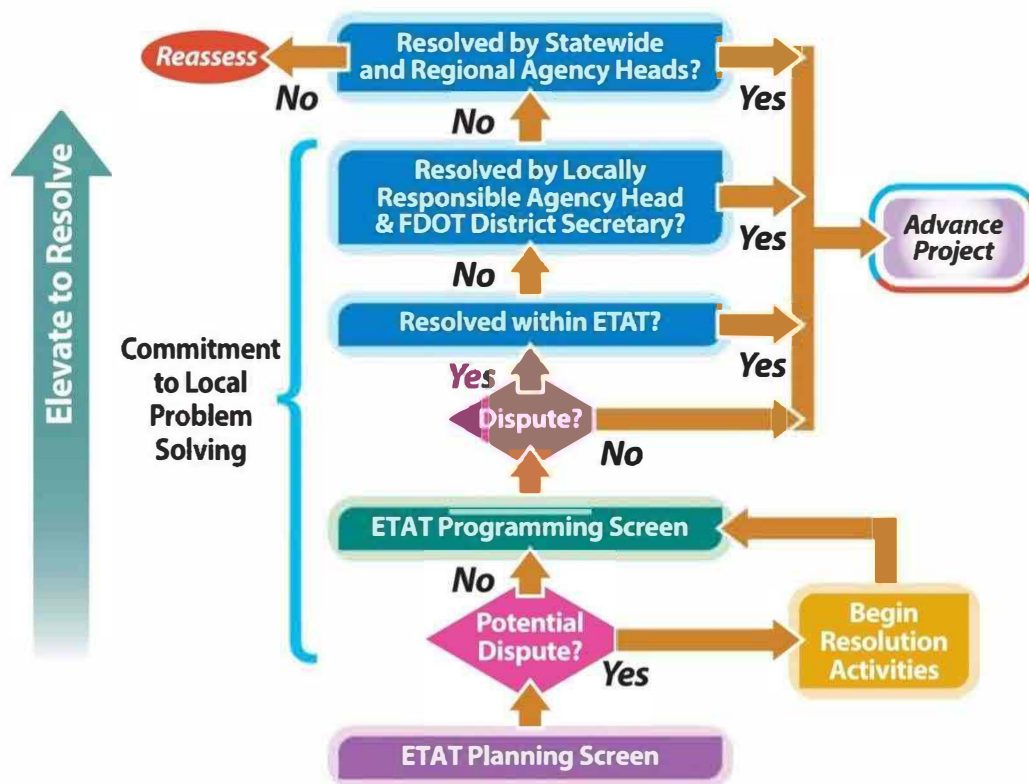 Reassess
No
Resolved by Statewide
and Regional Agency Heads?
Yes
No
Resolved by Locally
Responsible Agency Head
& FDOT District Secretary?
Yes
Advance
Project
No
Resolved within ETAT?
Yes
Elevate to Resolve
Commitment
to Local
Problem
Solving
Yes
Dispute?
No
ETAT Programming Screen
No
Potential
Dispute?
Yes
Begin
Resolution
Activities
ETAT Planning Screen